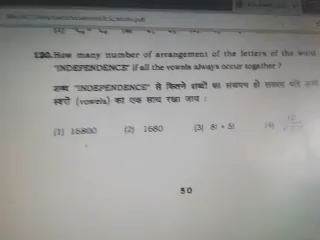 120. How many number of arrangement of the letters of the word
"INDEPENDENCE" if all the vowels always occur together ?
शब्द "INDEPENDENCE" से कितने शब्दों का संचयन हो सकता यदि
स्वरो (vowels) का एक साथ रखा जाय :
(1) 16800 (2) 1680 (3) 8! + 5! (4)
50